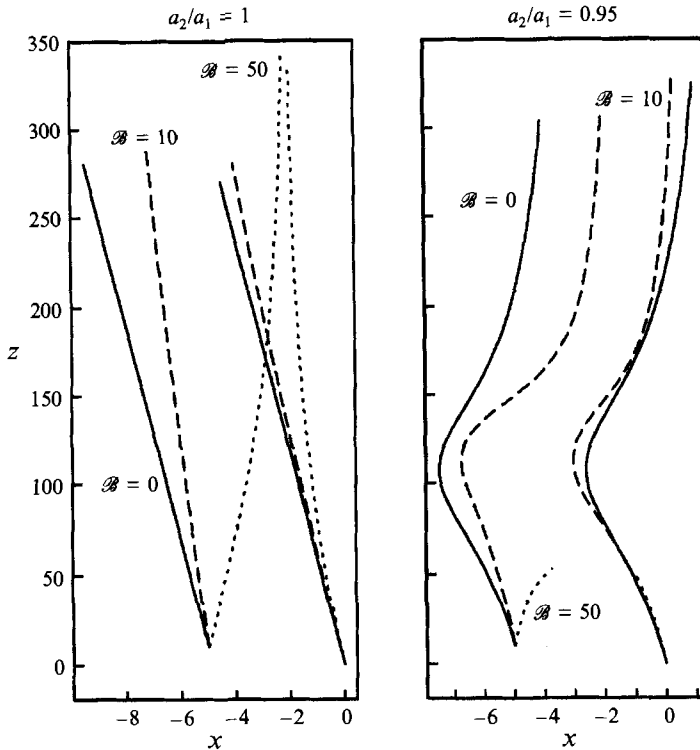 a₂/a₁ = 1
350
300
250
200
150
100
50
0
z
ℬ = 50
ℬ = 10
ℬ = 0
−8
−6
−4
−2
0
x
a₂/a₁ = 0.95
ℬ = 10
ℬ = 0
ℬ = 50
−6
−4
−2
0
x